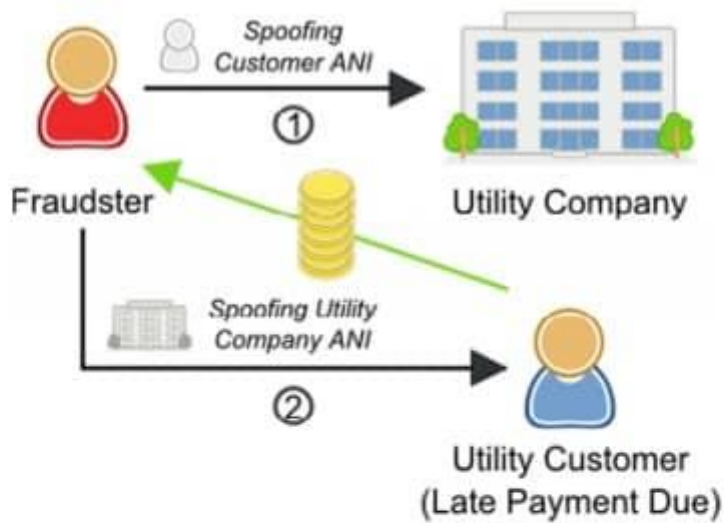 Spoofing
Customer ANI
①
Fraudster
Utility Company
Spoofing Utility
Company ANI
②
Utility Customer
(Late Payment Due)